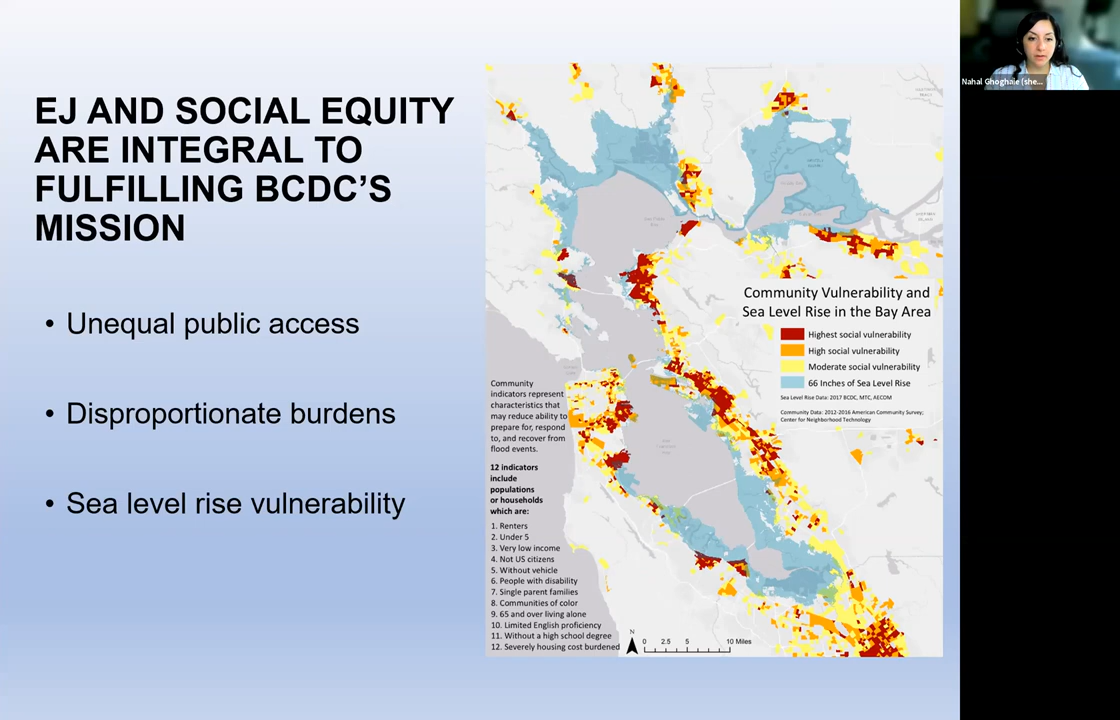 EJ AND SOCIAL EQUITY
ARE INTEGRAL TO
FULFILLING BCDC’S
MISSION
• Unequal public access
• Disproportionate burdens
• Sea level rise vulnerability
Community Vulnerability and
Sea Level Rise in the Bay Area
Highest social vulnerability
High social vulnerability
Moderate social vulnerability
66 Inches of Sea Level Rise
Sea Level Rise Data: 2017 BCDC, MTC, AECOM
Community Data: 2012-2016 American Community Survey;
Center for Neighborhood Technology
Community
indicators represent
characteristics that
may reduce ability to
prepare for, respond
to, and recover from
flood events.
12 indicators
include
populations
or households
which are:
1. Renters
2. Under 5
3. Very low income
4. Not US citizens
5. Without vehicle
6. People with disability
7. Single parent families
8. Communities of color
9. 65 and over living alone
10. Limited English proficiency
11. Without a high school degree
12. Severely housing cost burdened
N
0 2.5 5 10 Miles
Nahal Ghoghaie (she...